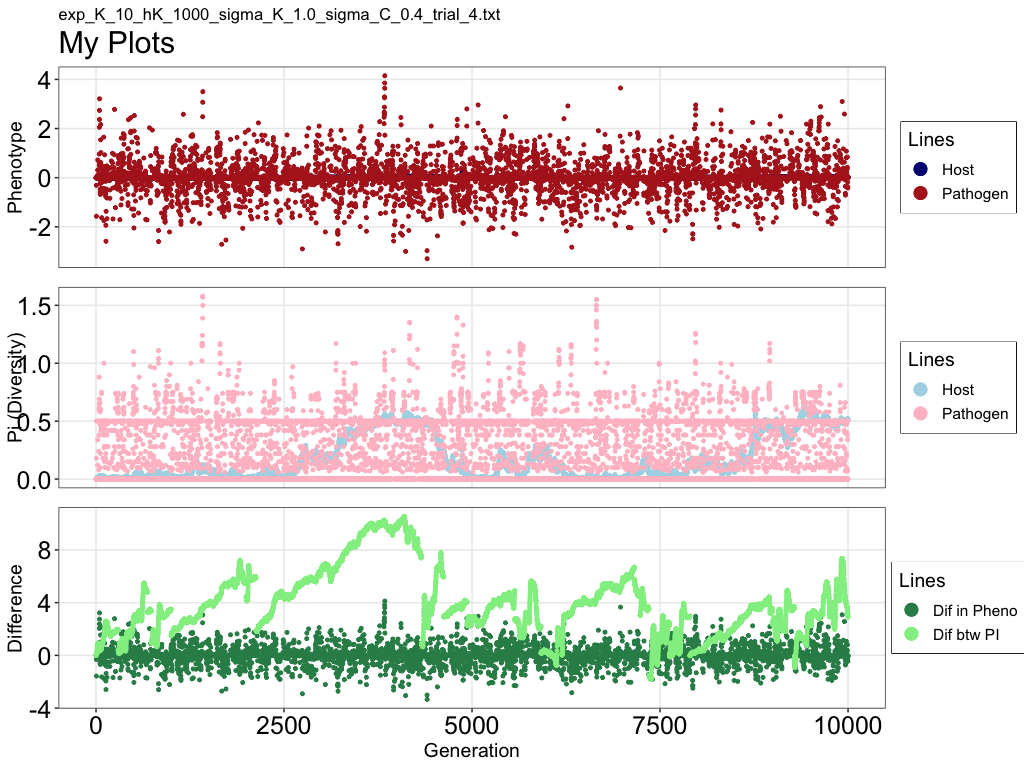 exp_K_10_hK_1000_sigma_K_1.0_sigma_C_0.4_trial_4.txt
My Plots
Phenotype
4
2
0
-2
Lines
Host
Pathogen
Pi (Diversity)
1.5
1.0
0.5
0.0
Lines
Host
Pathogen
Difference
8
4
0
-4
Lines
Dif in Pheno
Dif btw PI
0
2500
5000
7500
10000
Generation